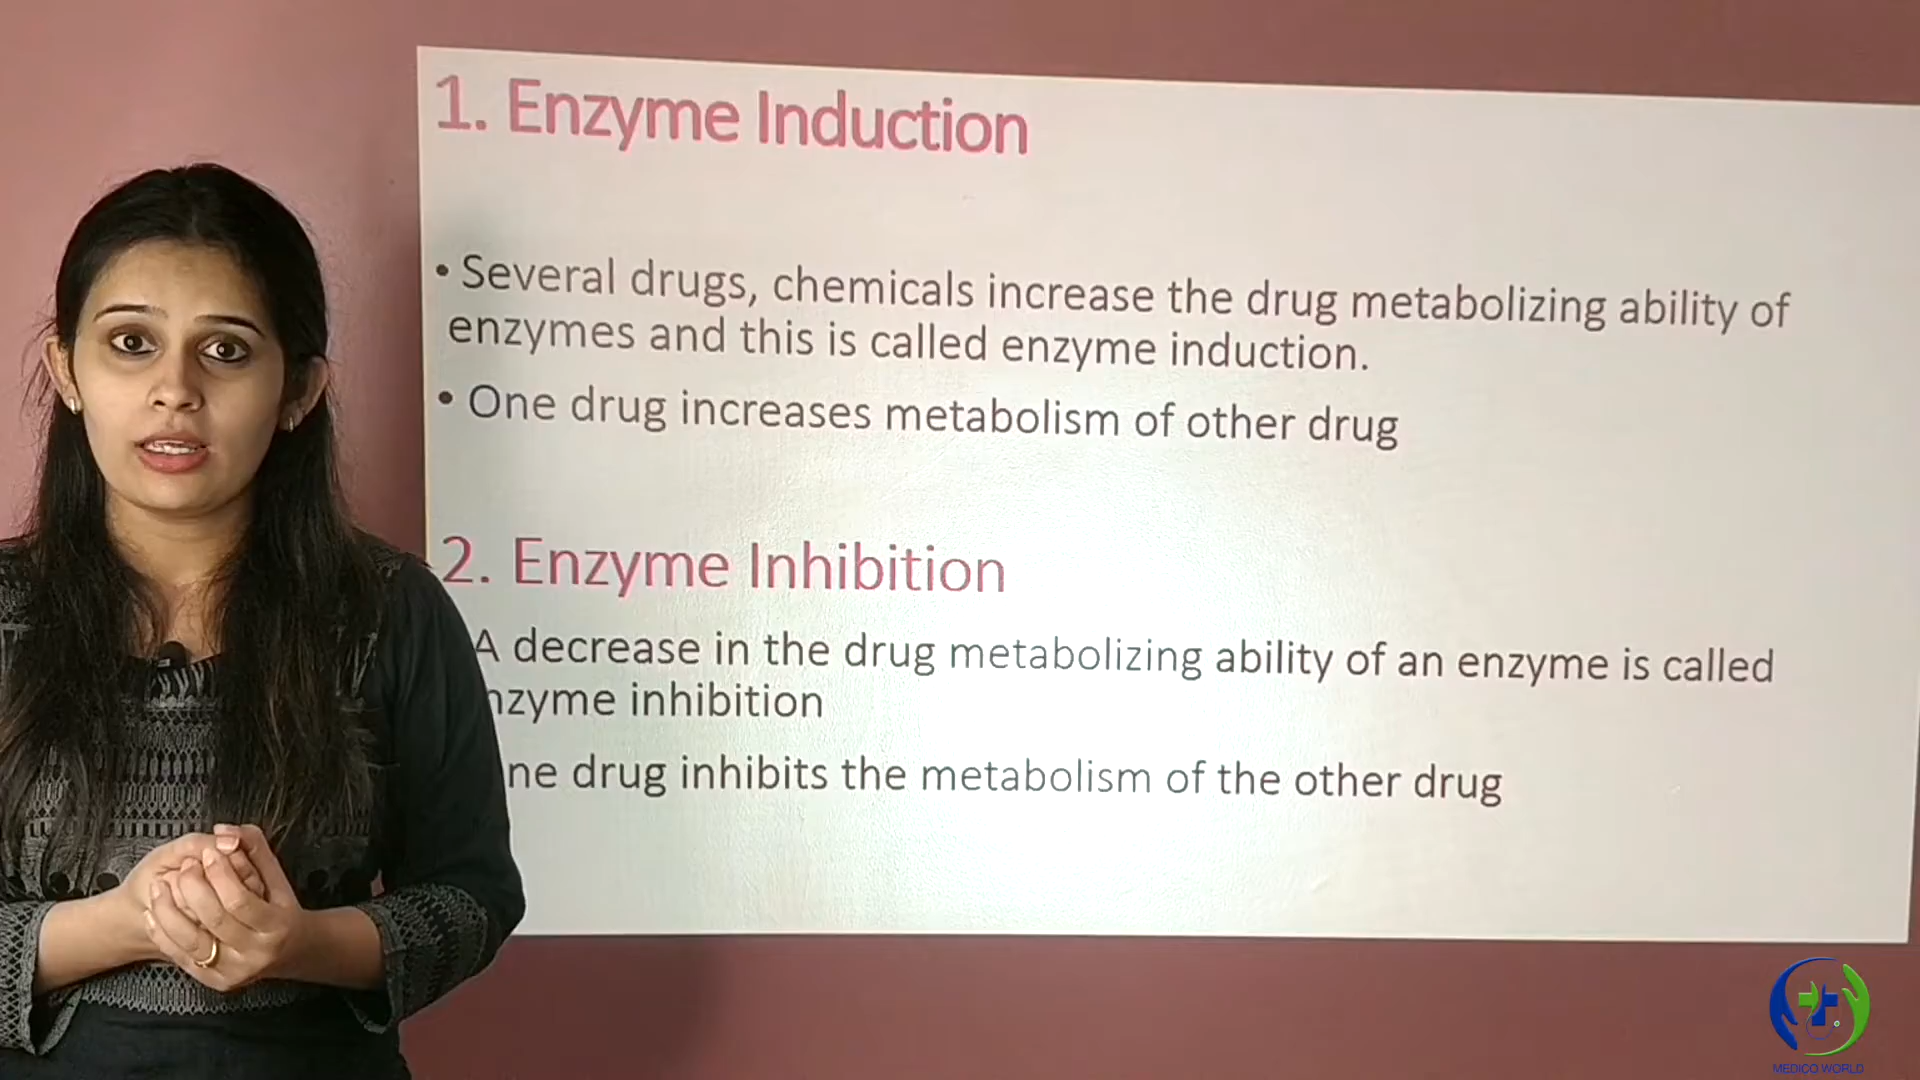 1. Enzyme Induction
• Several drugs, chemicals increase the drug metabolizing ability of
enzymes and this is called enzyme induction.
• One drug increases metabolism of other drug
2. Enzyme Inhibition
A decrease in the drug metabolizing ability of an enzyme is called
nzyme inhibition
ne drug inhibits the metabolism of the other drug
MEDICO WORLD